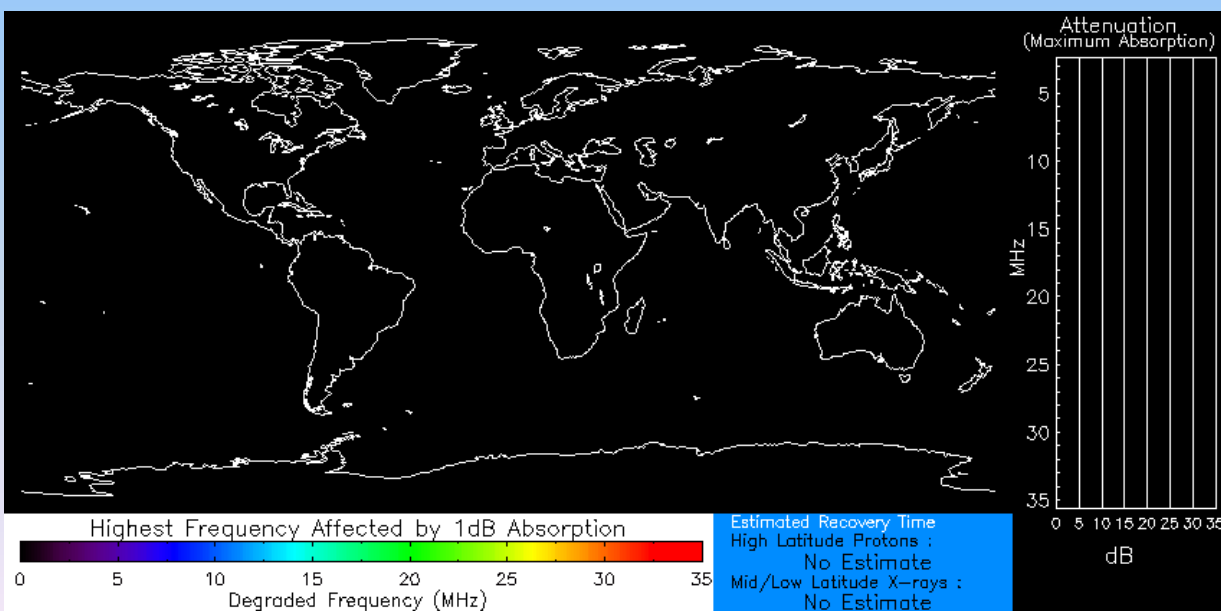 Attenuation
(Maximum Absorption)
5
10
15
20
25
30
35
MHz
0 5 10 15 20 25 30 35
dB
Highest Frequency Affected by 1dB Absorption
0 5 10 15 20 25 30 35
Degraded Frequency (MHz)
Estimated Recovery Time
High Latitude Protons :
No Estimate
Mid/Low Latitude X-rays :
No Estimate